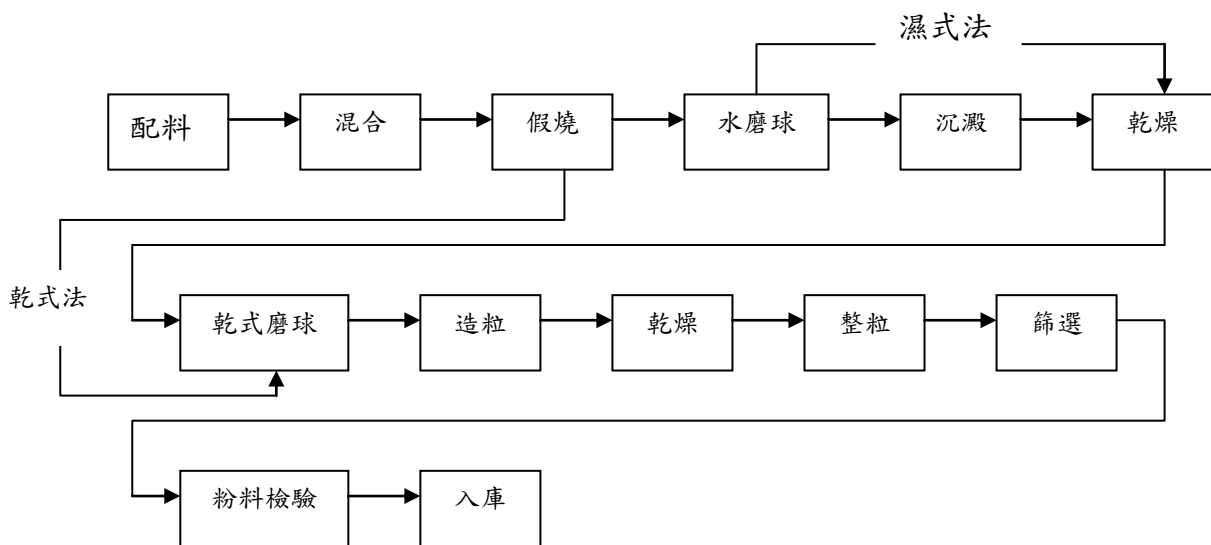 濕式法
配料
混合
假燒
水磨球
沉澱
乾燥
乾式法
乾式磨球
造粒
乾燥
整粒
篩選
粉料檢驗
入庫